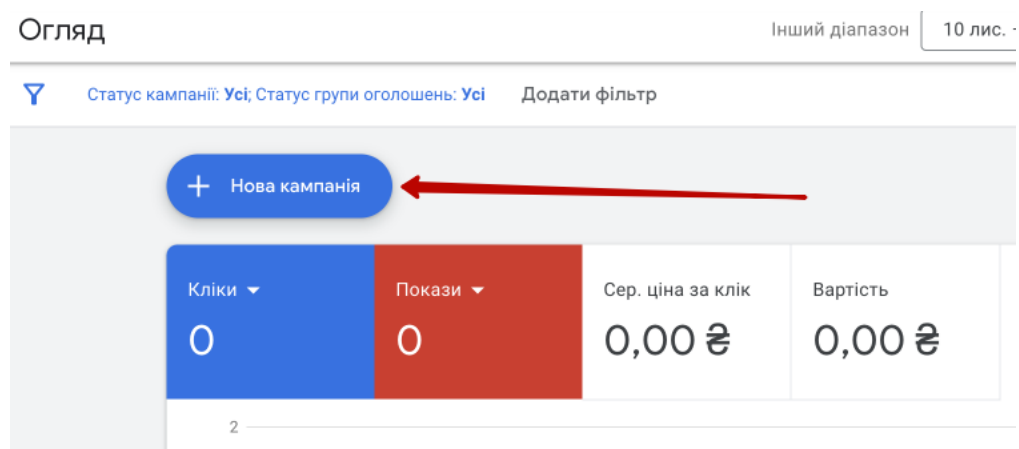 Огляд
Інший діапазон 10 лис. -
Статус кампанії: Усі; Статус групи оголошень: Усі Додати фільтр
+ Нова кампанія
Кліки Покази Сер. ціна за клік Вартість
0 0 0,00 ₴ 0,00 ₴
2